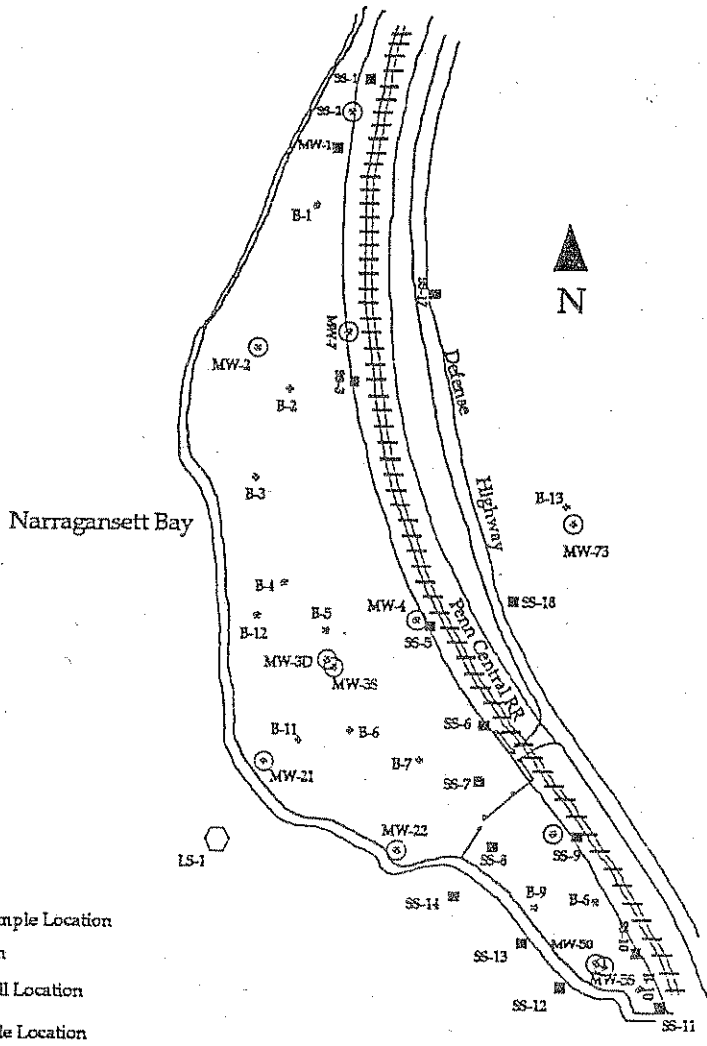 SS-1
SS-2
MW-1
B-1
N
SS-17
MW-7
MW-2
SS-3
B-2
Defense
Highway
B-3
Narragansett Bay
B-13
MW-73
B-4
SS-18
B-12
B-5
MW-4
SS-5
Penn Central RR
MW-3D
MW-3S
SS-6
B-11
B-6
B-7
MW-21
SS-7
MW-22
LS-1
SS-8
SS-9
SS-14
B-9
mple Location
n
SS-13
MW-50
SS-10
MW-5S
ll Location
SS-12
le Location
SS-11